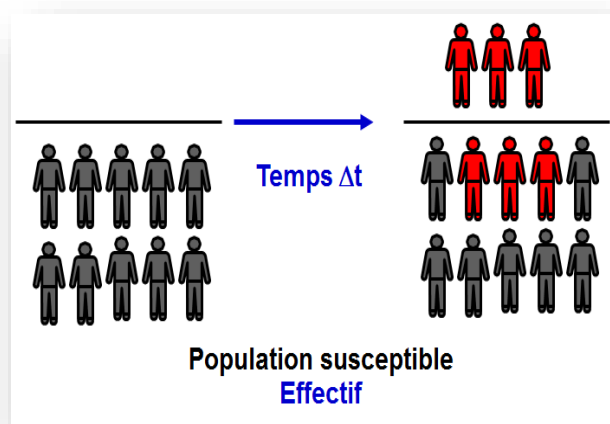 Temps Δt
Population susceptible
Effectif